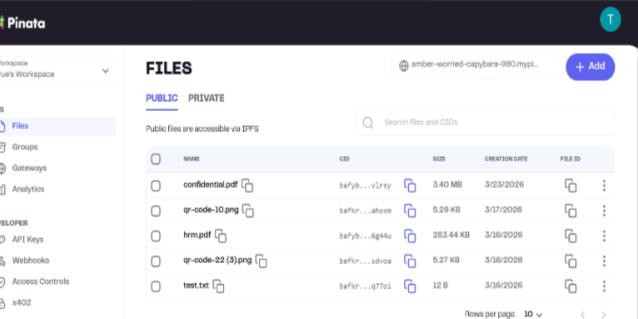 Pinata
T
Workspace
rue's Workspace
FILES
amber-worried-capybara-980.mypi...
+ Add
PUBLIC PRIVATE
Public files are accessible via IPFS
Search files and CIDs
Files
Groups
Gateways
Analytics
VELOPER
API Keys
Webhooks
Access Controls
x402
NAME CID SIZE CREATION DATE FILE ID
confidential.pdf bafyb...vlrsy 3.40 MB 3/23/2026
qr-code-10.png bafkr...ahoxm 5.29 KB 3/17/2026
hrm.pdf bafyb...6g44u 263.44 KB 3/16/2026
qr-code-22 (3).png bafkr...sdvoa 5.27 KB 3/16/2026
test.txt bafkr...q77oi 12 B 3/16/2026
Rows per page: 10